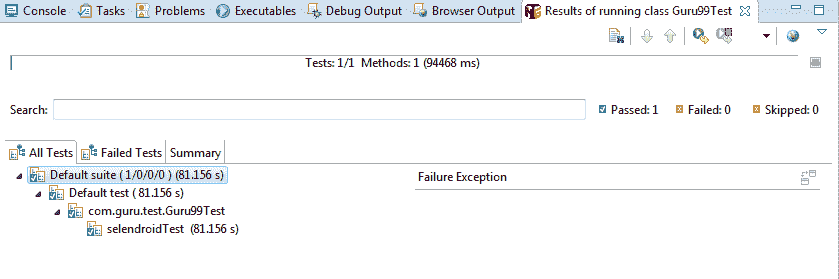 Console Tasks Problems Executables Debug Output Browser Output Results of running class Guru99Test
Tests: 1/1 Methods: 1 (94468 ms)
Search: Passed: 1 Failed: 0 Skipped: 0
All Tests Failed Tests Summary
Default suite ( 1/0/0/0 ) (81.156 s) Failure Exception
Default test ( 81.156 s)
com.guru.test.Guru99Test
selendroidTest (81.156 s)